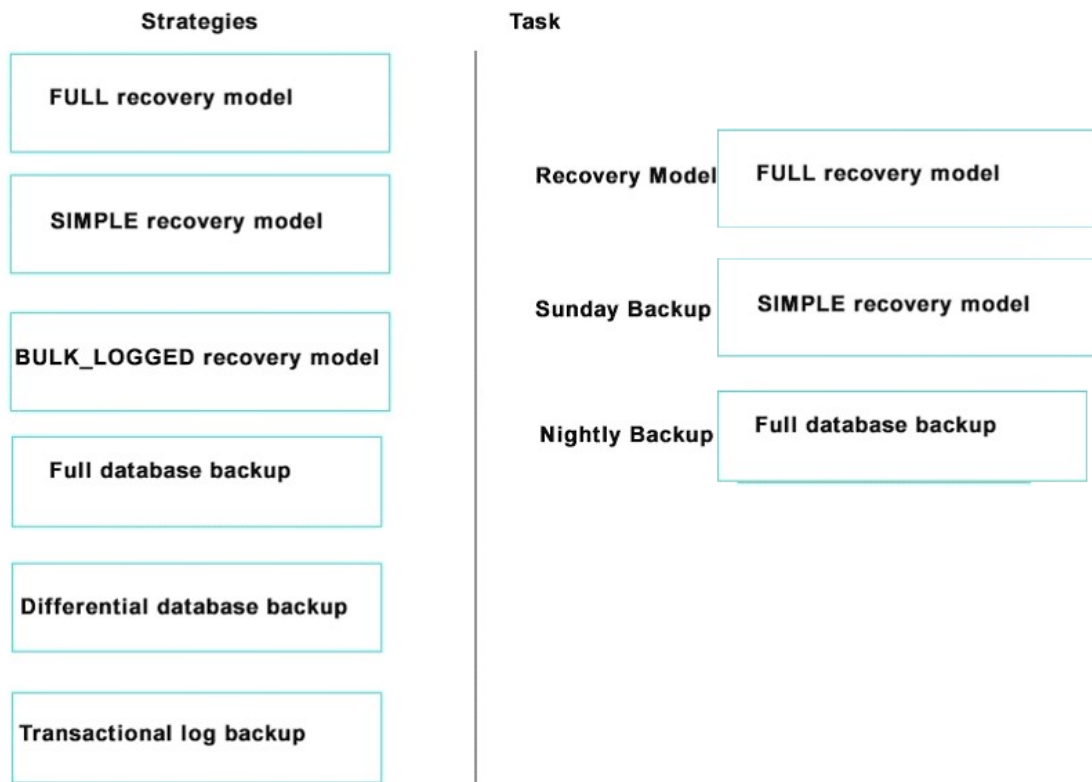 Strategies
Task
FULL recovery model
SIMPLE recovery model
BULK_LOGGED recovery model
Full database backup
Differential database backup
Transactional log backup
Recovery Model
FULL recovery model
Sunday Backup
SIMPLE recovery model
Nightly Backup
Full database backup